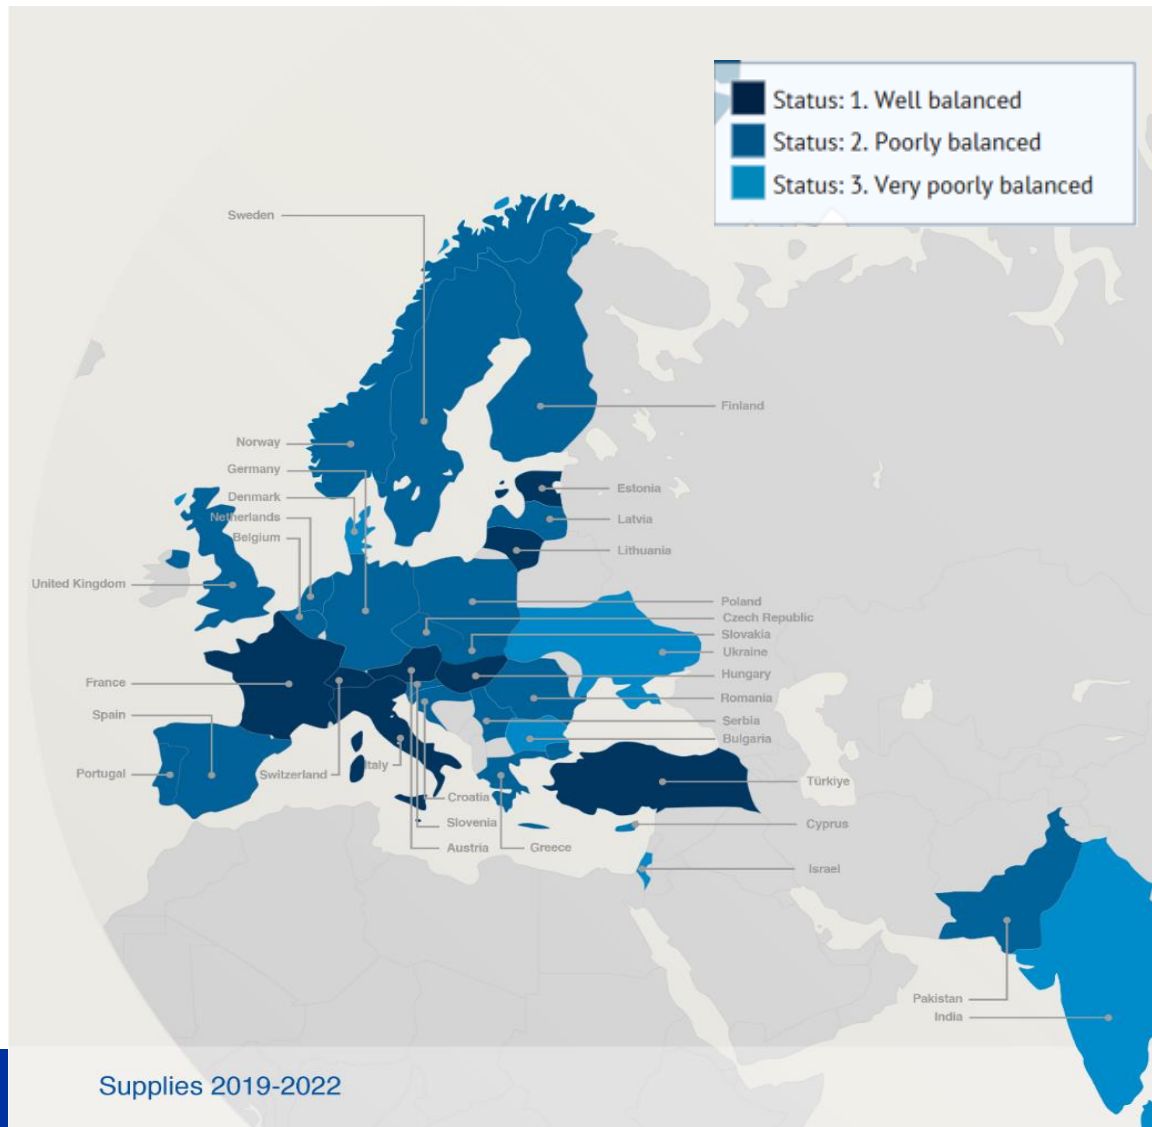 Status: 1. Well balanced
Status: 2. Poorly balanced
Status: 3. Very poorly balanced
Sweden
Finland
Norway
Germany
Denmark
Netherlands
Belgium
United Kingdom
Estonia
Latvia
Lithuania
Poland
Czech Republic
Slovakia
Ukraine
Hungary
Romania
Serbia
Bulgaria
France
Spain
Portugal
Switzerland
Italy
Croatia
Slovenia
Austria
Greece
Türkiye
Cyprus
Israel
Pakistan
India
Supplies 2019-2022